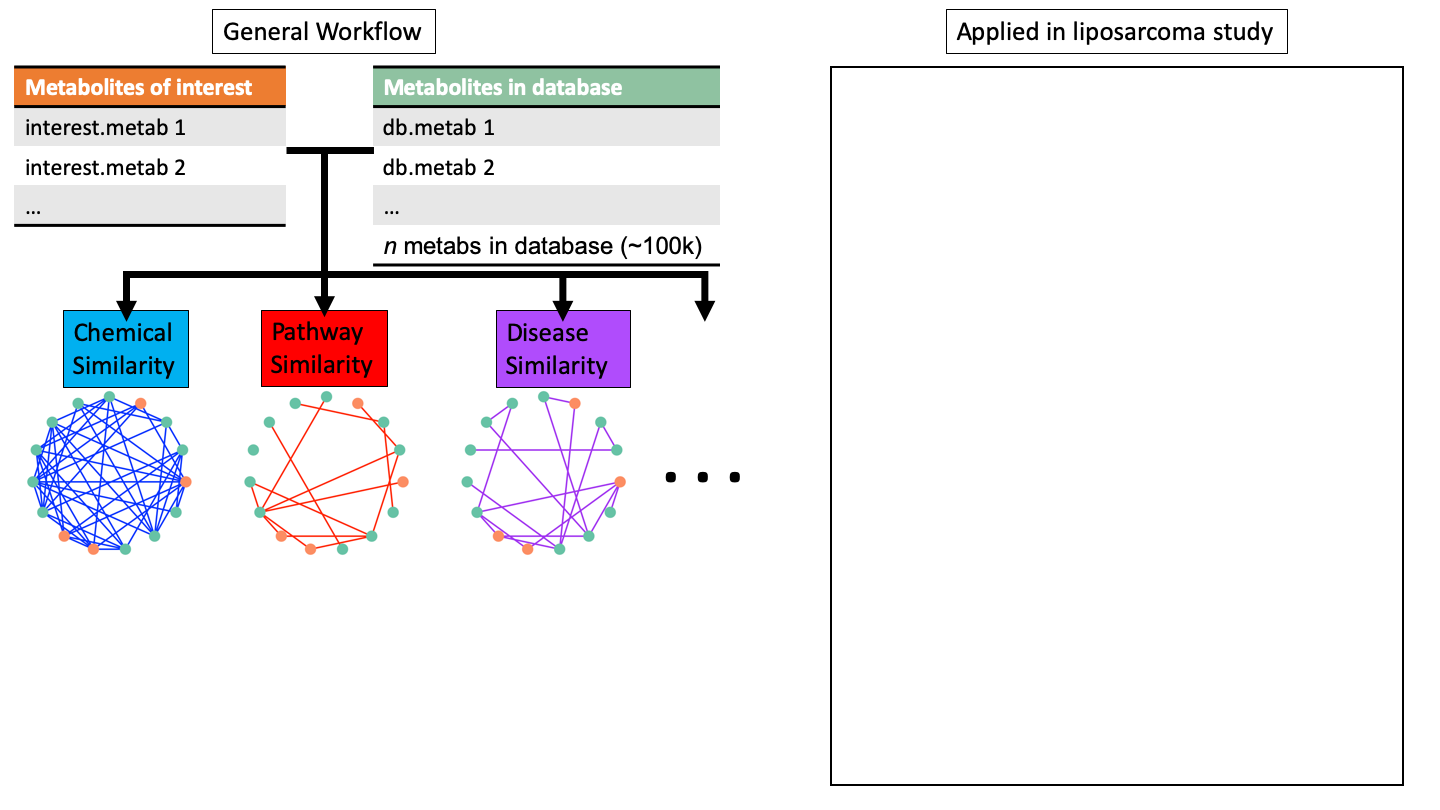 General Workflow
Applied in liposarcoma study
Metabolites of interest
interest.metab 1
interest.metab 2
...
Metabolites in database
db.metab 1
db.metab 2
...
n metabs in database (~100k)
Chemical
Similarity
Pathway
Similarity
Disease
Similarity
. . .